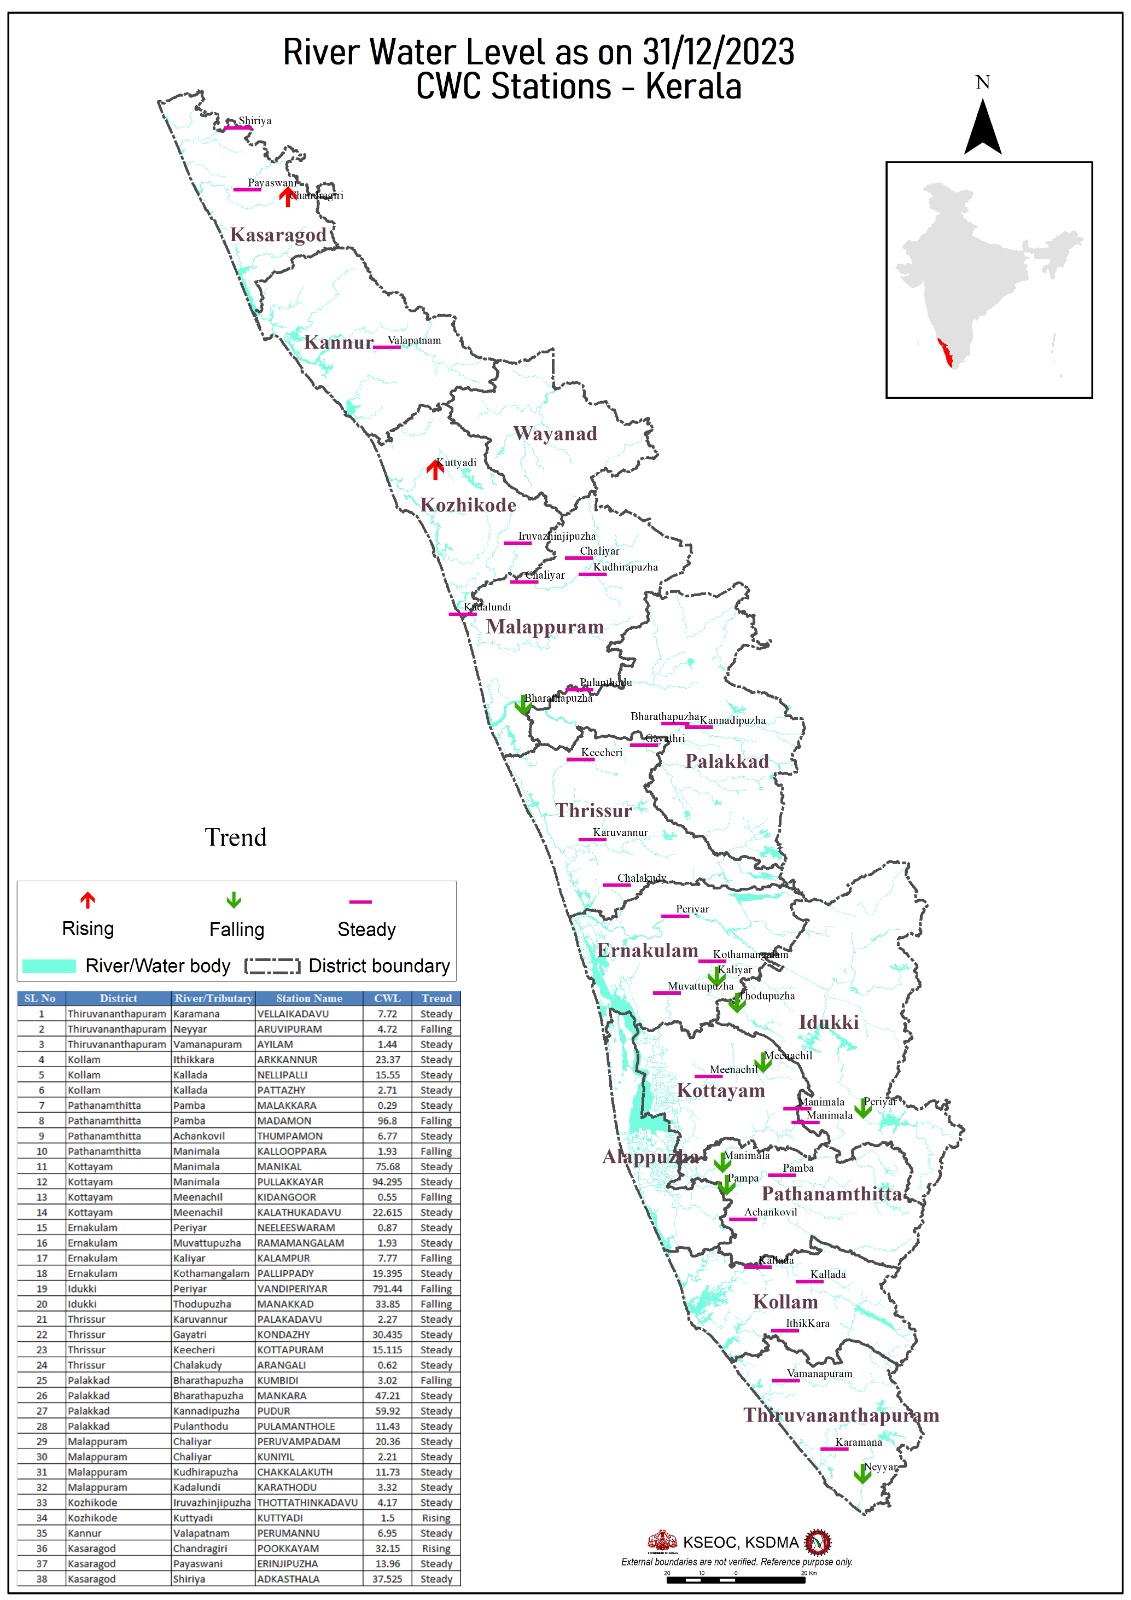 River Water Level as on 31/12/2023
CWC Stations - Kerala
N
Shiriya
Payaswani
Chandragiri
Kasaragod
Kannur
Valapatnam
Wayanad
Kuttyadi
Kozhikode
Iruvazhinjipuzha
Chaliyar
Kudhirapuzha
Chaliyar
Kadalundi
Malappuram
Pulanthodu
Bharathapuzha
Bharathapuzha
Kannadipuzha
Gayathri
Keecheri
Palakkad
Thrissur
Karuvannur
Chalakudy
Periyar
Ernakulam
Kothamangalam
Kaliyar
Muvattupuzha
Thodupuzha
Idukki
Meenachil
Meenachil
Kottayam
Manimala
Periyar
Manimala
Alappuzha
Manimala
Pamba
Pampa
Pathanamthitta
Achankovil
Kallada
Kallada
Kollam
IthikKara
Vamanapuram
Thiruvananthapuram
Karamana
Neyyar
Trend
Rising Falling Steady
River/Water body District boundary
SL No District River/Tributary Station Name CWL Trend
1 Thiruvananthapuram Karamana VELLAIKADAVU 7.72 Steady
2 Thiruvananthapuram Neyyar ARUVIPURAM 4.72 Falling
3 Thiruvananthapuram Vamanapuram AYILAM 1.44 Steady
4 Kollam Ithikkara ARKKANNUR 23.37 Steady
5 Kollam Kallada NELLIPALLI 15.55 Steady
6 Kollam Kallada PATTAZHY 2.71 Steady
7 Pathanamthitta Pamba MALAKKARA 0.29 Steady
8 Pathanamthitta Pamba MADAMON 96.8 Falling
9 Pathanamthitta Achankovil THUMPAMON 6.77 Steady
10 Pathanamthitta Manimala KALLOOPPARA 1.93 Falling
11 Kottayam Manimala MANIKAL 75.68 Steady
12 Kottayam Manimala PULLAKKAYAR 94.295 Steady
13 Kottayam Meenachil KIDANGOOR 0.55 Falling
14 Kottayam Meenachil KALATHUKADAVU 22.615 Steady
15 Ernakulam Periyar NEELEESWARAM 0.87 Steady
16 Ernakulam Muvattupuzha RAMAMANGALAM 1.93 Steady
17 Ernakulam Kaliyar KALAMPUR 7.77 Falling
18 Ernakulam Kothamangalam PALLIPPADY 19.395 Steady
19 Idukki Periyar VANDIPERIYAR 791.44 Falling
20 Idukki Thodupuzha MANAKKAD 33.85 Falling
21 Thrissur Karuvannur PALAKADAVU 2.27 Steady
22 Thrissur Gayatri KONDAZHY 30.435 Steady
23 Thrissur Keecheri KOTTAPURAM 15.115 Steady
24 Thrissur Chalakudy ARANGALI 0.62 Steady
25 Palakkad Bharathapuzha KUMBIDI 3.02 Falling
26 Palakkad Bharathapuzha MANKARA 47.21 Steady
27 Palakkad Kannadipuzha PUDUR 59.92 Steady
28 Palakkad Pulanthodu PULAMANTHOLE 11.43 Steady
29 Malappuram Chaliyar PERUVAMPADAM 20.36 Steady
30 Malappuram Chaliyar KUNIYIL 2.21 Steady
31 Malappuram Kudhirapuzha CHAKKALAKUTH 11.73 Steady
32 Malappuram Kadalundi KARATHODU 3.32 Steady
33 Kozhikode Iruvazhinjipuzha THOTTATHINKADAVU 4.17 Steady
34 Kozhikode Kuttyadi KUTTYADI 1.5 Rising
35 Kannur Valapatnam PERUMANNU 6.95 Steady
36 Kasaragod Chandragiri POOKKAYAM 32.15 Rising
37 Kasaragod Payaswani ERINJIPUZHA 13.96 Steady
38 Kasaragod Shiriya ADKASTHALA 37.525 Steady
KSEOC, KSDMA
External boundaries are not verified. Reference purpose only.
20 10 0 20 Km